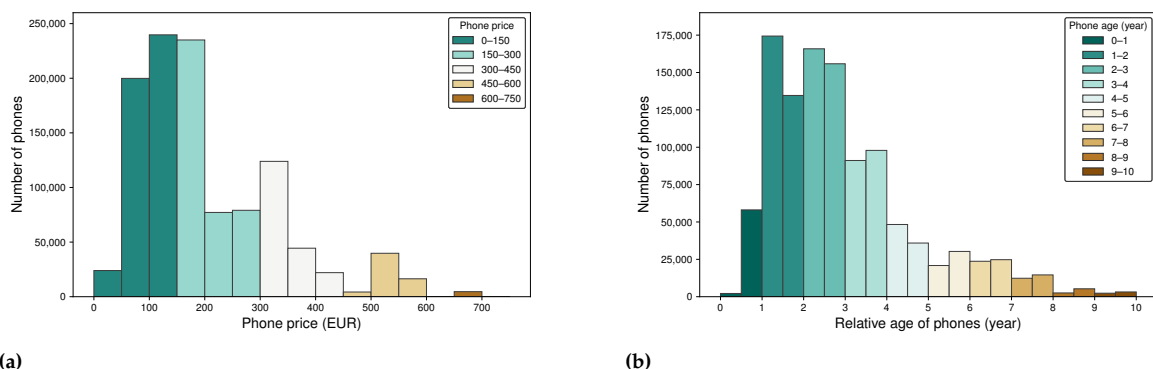 250,000
200,000
150,000
100,000
50,000
0
Number of phones
0 100 200 300 400 500 600 700
Phone price (EUR)
Phone price
0–150
150–300
300–450
450–600
600–750
(a)
175,000
150,000
125,000
100,000
75,000
50,000
25,000
0
Number of phones
0 1 2 3 4 5 6 7 8 9 10
Relative age of phones (year)
Phone age (year)
0–1
1–2
2–3
3–4
4–5
5–6
6–7
7–8
8–9
9–10
(b)